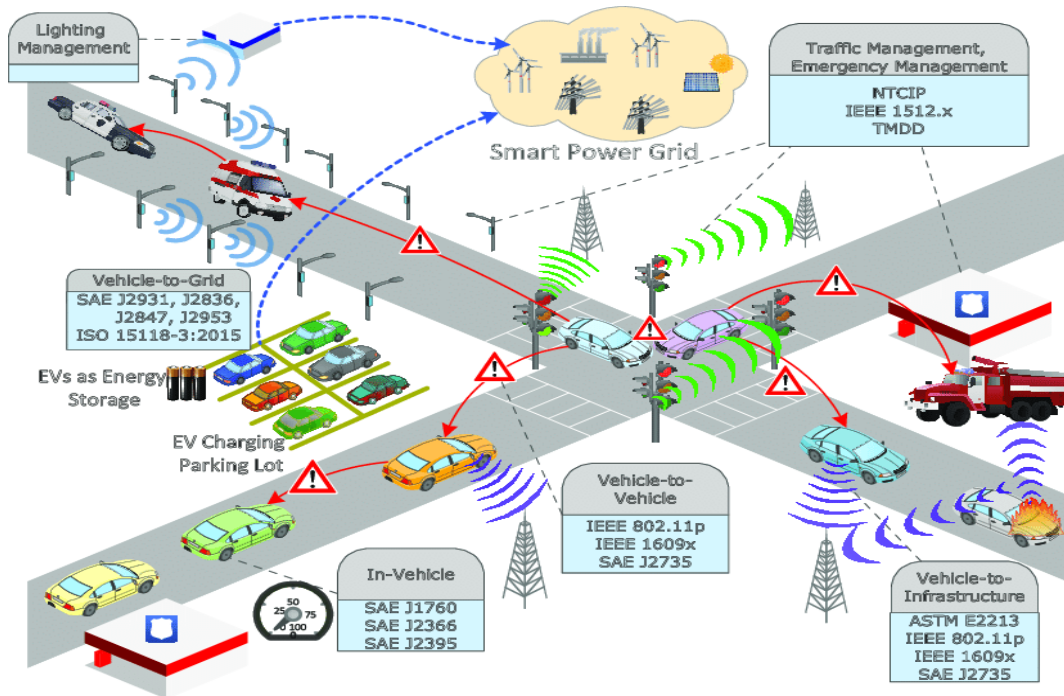 Lighting
Management
Traffic Management,
Emergency Management
NTCIP
IEEE 1512.x
TMDD
Smart Power Grid
Vehicle-to-Grid
SAE J2931, J2836,
J2847, J2953
ISO 15118-3:2015
EVs as Energy
Storage
EV Charging
Parking Lot
Vehicle-to-
Vehicle
IEEE 802.11p
IEEE 1609x
SAE J2735
In-Vehicle
SAE J1760
SAE J2366
SAE J2395
0
25
50
75
100
0
Vehicle-to-
Infrastructure
ASTM E2213
IEEE 802.11p
IEEE 1609x
SAE J2735
!
!
!
!
!
!